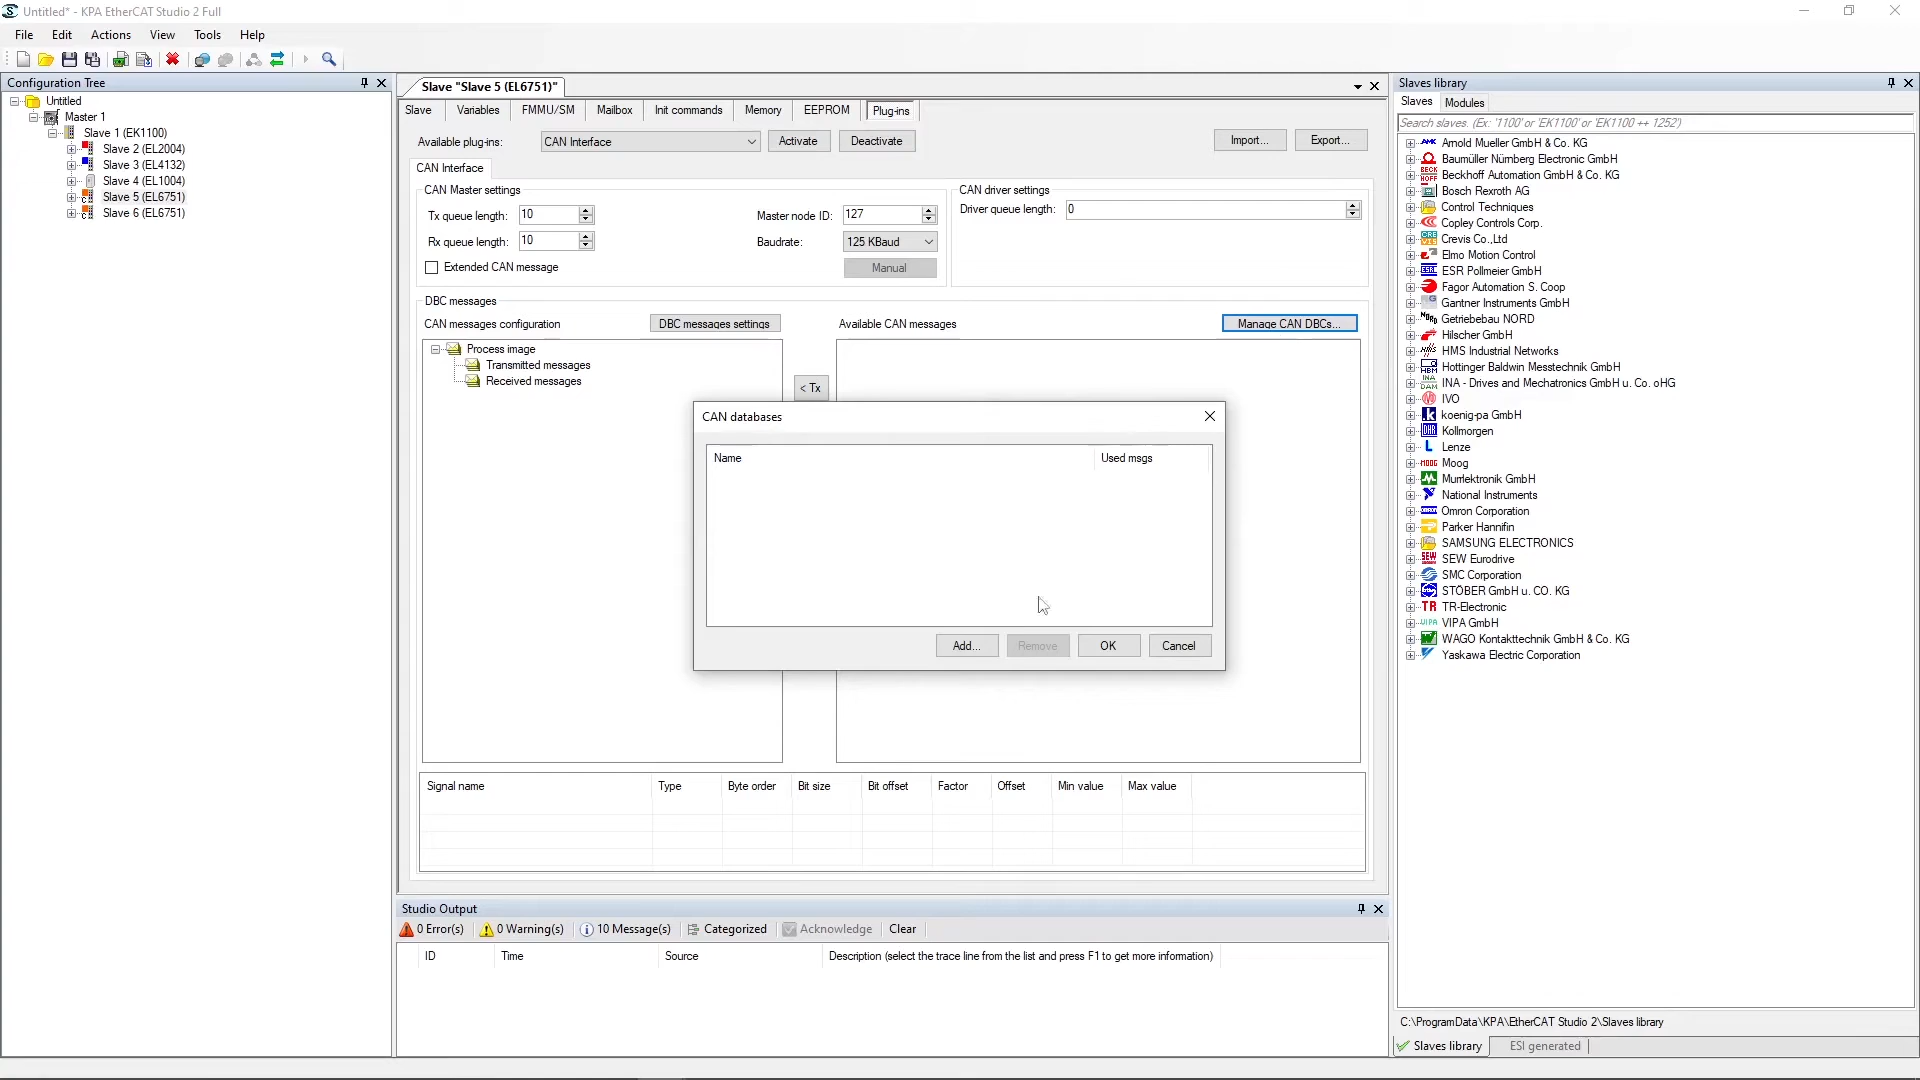 Untitled* - KPA EtherCAT Studio 2 Full
File Edit Actions View Tools Help
Configuration Tree
Untitled
Master 1
Slave 1 (EK1100)
Slave 2 (EL2004)
Slave 3 (EL4132)
Slave 4 (EL1004)
Slave 5 (EL6751)
Slave 6 (EL6751)
Slave "Slave 5 (EL6751)"
Slave Variables FMMU/SM Mailbox Init commands Memory EEPROM Plug-ins
Available plug-ins: CAN Interface Activate Deactivate Import... Export...
CAN Interface
CAN Master settings
Tx queue length: 10 Master node ID: 127
Rx queue length: 10 Baudrate: 125 KBaud
Extended CAN message Manual
CAN driver settings
Driver queue length: 0
DBC messages
CAN messages configuration DBC messages settings Available CAN messages Manage CAN DBCs...
Process image
Transmitted messages
Received messages
< Tx
CAN databases
Name Used msgs
Add... Remove OK Cancel
Signal name Type Byte order Bit size Bit offset Factor Offset Min value Max value
Studio Output
0 Error(s) 0 Warning(s) 10 Message(s) Categorized Acknowledge Clear
ID Time Source Description (select the trace line from the list and press F1 to get more information)
Slaves library
Slaves Modules
Search slaves. (Ex: '1100' or 'EK1100' or 'EK1100 ++ 1252')
Arnold Mueller GmbH & Co. KG
Baumüller Nürnberg Electronic GmbH
Beckhoff Automation GmbH & Co. KG
Bosch Rexroth AG
Control Techniques
Copley Controls Corp.
Crevis Co.,Ltd
Elmo Motion Control
ESR Pollmeier GmbH
Fagor Automation S. Coop
Gantner Instruments GmbH
Getriebebau NORD
Hilscher GmbH
HMS Industrial Networks
Hottinger Baldwin Messtechnik GmbH
INA - Drives and Mechatronics GmbH u. Co. oHG
IVO
koenig-pa GmbH
Kollmorgen
Lenze
Moog
Murrlektronik GmbH
National Instruments
Omron Corporation
Parker Hannifin
SAMSUNG ELECTRONICS
SEW Eurodrive
SMC Corporation
STÖBER GmbH u. CO. KG
TR-Electronic
VIPA GmbH
WAGO Kontakttechnik GmbH & Co. KG
Yaskawa Electric Corporation
C:\ProgramData\KPA\EtherCAT Studio 2\Slaves library
Slaves library ESI generated